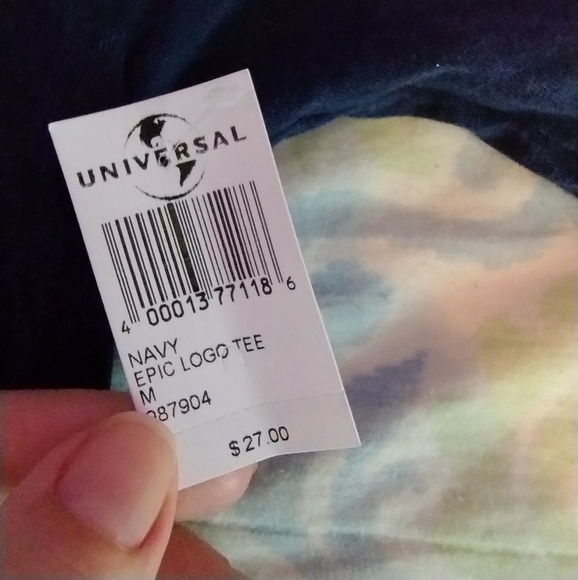 UNIVERSAL
4 00013 77118 6
NAVY
EPIC LOGO TEE
M
87904
$27.00